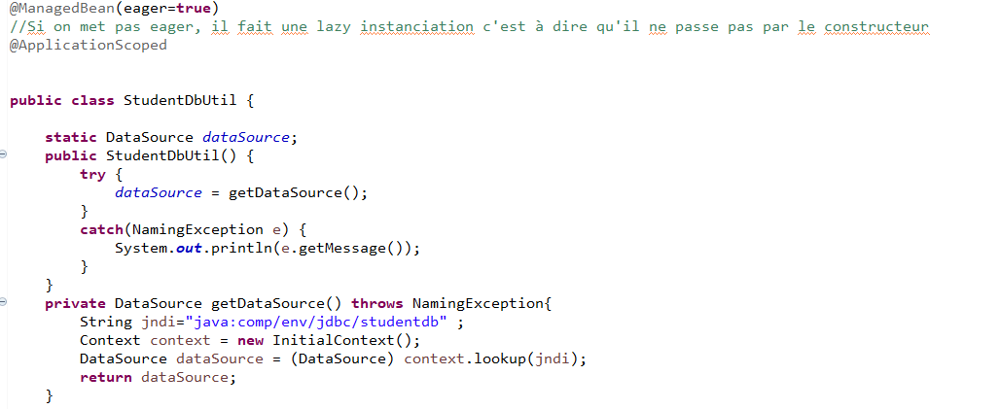 @ManagedBean(eager=true)
//Si on met pas eager, il fait une lazy instanciation c'est à dire qu'il ne passe pas par le constructeur
@ApplicationScoped
public class StudentDbUtil {
static DataSource dataSource;
public StudentDbUtil() {
try {
dataSource = getDataSource();
}
catch(NamingException e) {
System.out.println(e.getMessage());
}
}
private DataSource getDataSource() throws NamingException{
String jndi="java:comp/env/jdbc/studentdb" ;
Context context = new InitialContext();
DataSource dataSource = (DataSource) context.lookup(jndi);
return dataSource;
}